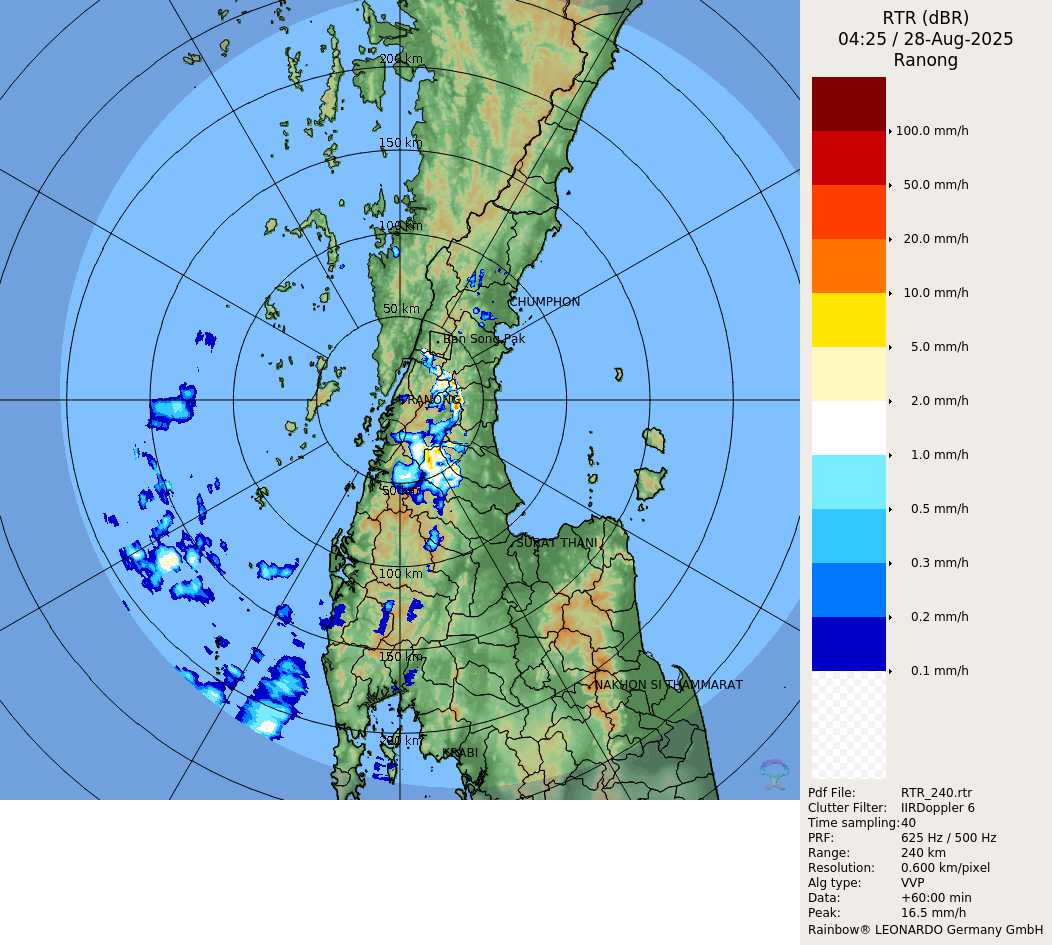 RTR (dBR)
04:25 / 28-Aug-2025
Ranong
200 km
150 km
100 km
50 km
CHUMPHON
Ban Song Pak
RANONG
50 km
SURAT THANI
100 km
150 km
NAKHON SI THAMMARAT
200 km
KRABI
100.0 mm/h
50.0 mm/h
20.0 mm/h
10.0 mm/h
5.0 mm/h
2.0 mm/h
1.0 mm/h
0.5 mm/h
0.3 mm/h
0.2 mm/h
0.1 mm/h
Pdf File: RTR_240.rtr
Clutter Filter: IIRDoppler 6
Time sampling:40
PRF: 625 Hz / 500 Hz
Range: 240 km
Resolution: 0.600 km/pixel
Alg type: VVP
Data: +60:00 min
Peak: 16.5 mm/h
Rainbow® LEONARDO Germany GmbH